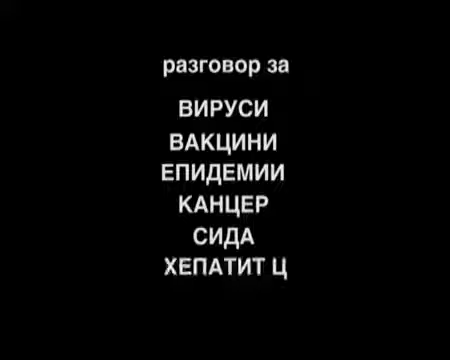 разговор за
ВИРУСИ
ВАКЦИНИ
ЕПИДЕМИИ
КАНЦЕР
СИДА
ХЕПАТИТ Ц